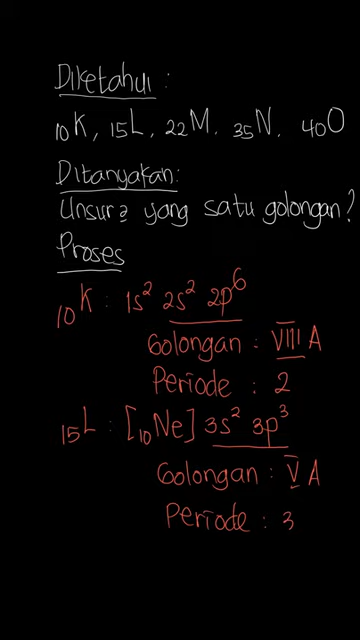 Diketahui :
₁₀K, ₁₅L, ₂₂M, ₃₅N, ₄₀O
Ditanyakan:
Unsur² yang satu golongan?
Proses
₁₀K : 1s² 2s² 2p⁶
Golongan : VIII A
Periode : 2
₁₅L : [₁₀Ne] 3s² 3p³
Golongan : V A
Periode : 3